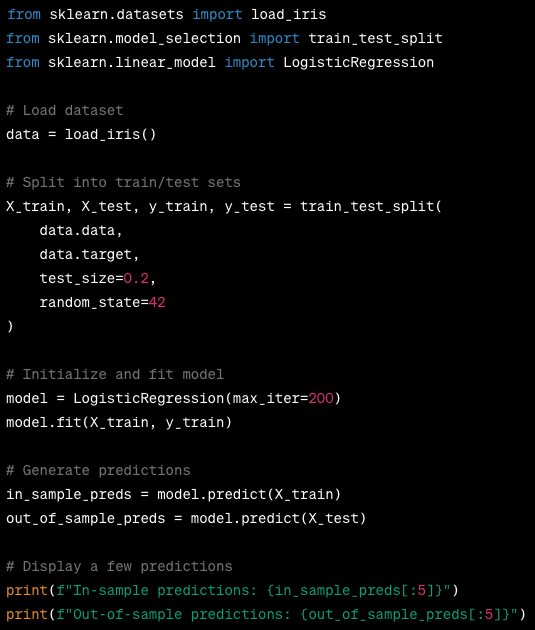 from sklearn.datasets import load_iris
from sklearn.model_selection import train_test_split
from sklearn.linear_model import LogisticRegression
# Load dataset
data = load_iris()
# Split into train/test sets
X_train, X_test, y_train, y_test = train_test_split(
    data.data,
    data.target,
    test_size=0.2,
    random_state=42
)
# Initialize and fit model
model = LogisticRegression(max_iter=200)
model.fit(X_train, y_train)
# Generate predictions
in_sample_preds = model.predict(X_train)
out_of_sample_preds = model.predict(X_test)
# Display a few predictions
print(f"In-sample predictions: {in_sample_preds[:5]}")
print(f"Out-of-sample predictions: {out_of_sample_preds[:5]}")